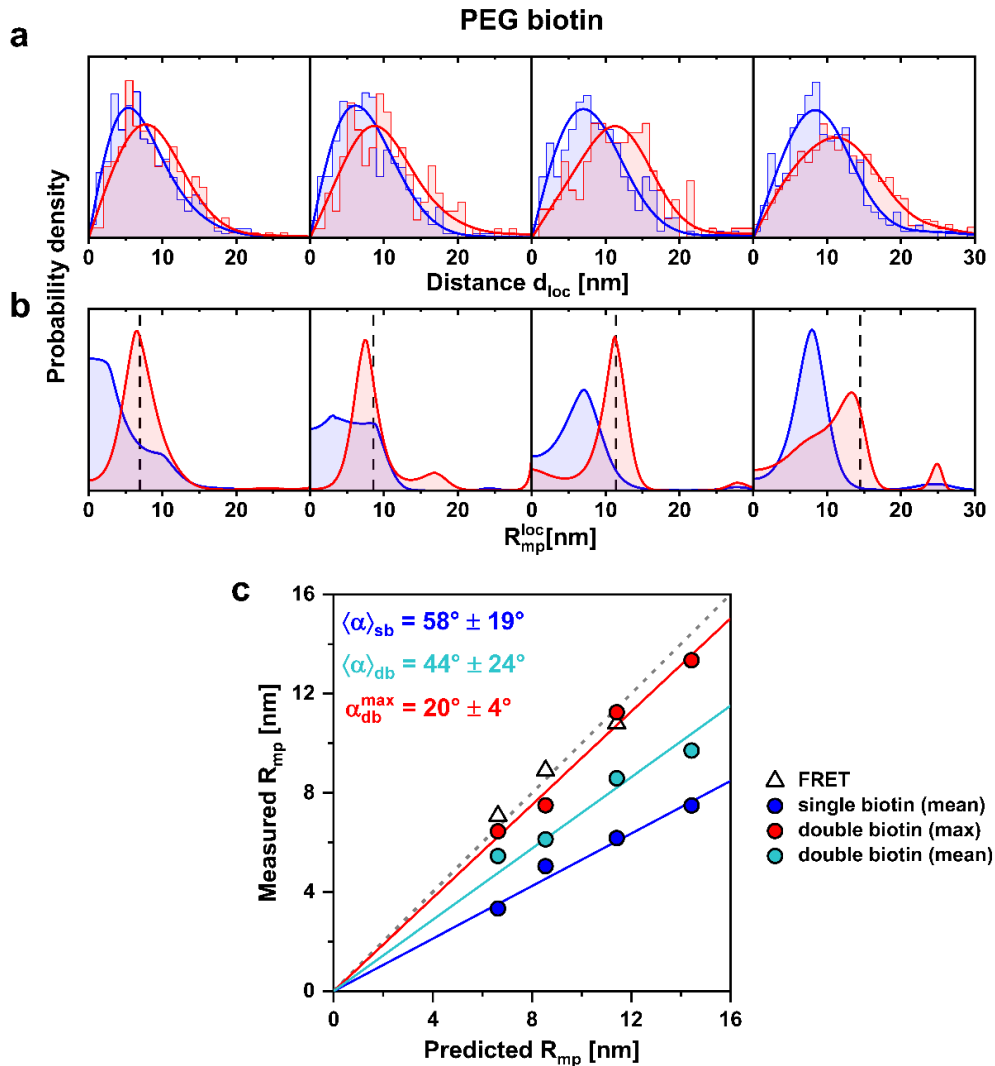 PEG biotin
a
Probability density
0 10 20 0 10 20 0 10 20 0 10 20 30
Distance d_loc [nm]
b
0 10 20 0 10 20 0 10 20 0 10 20 30
R_mp^loc[nm]
c
⟨α⟩_sb = 58° ± 19°
⟨α⟩_db = 44° ± 24°
α_db^max = 20° ± 4°
Measured R_mp [nm]
16
12
8
4
0
0 4 8 12 16
Predicted R_mp [nm]
FRET
single biotin (mean)
double biotin (max)
double biotin (mean)